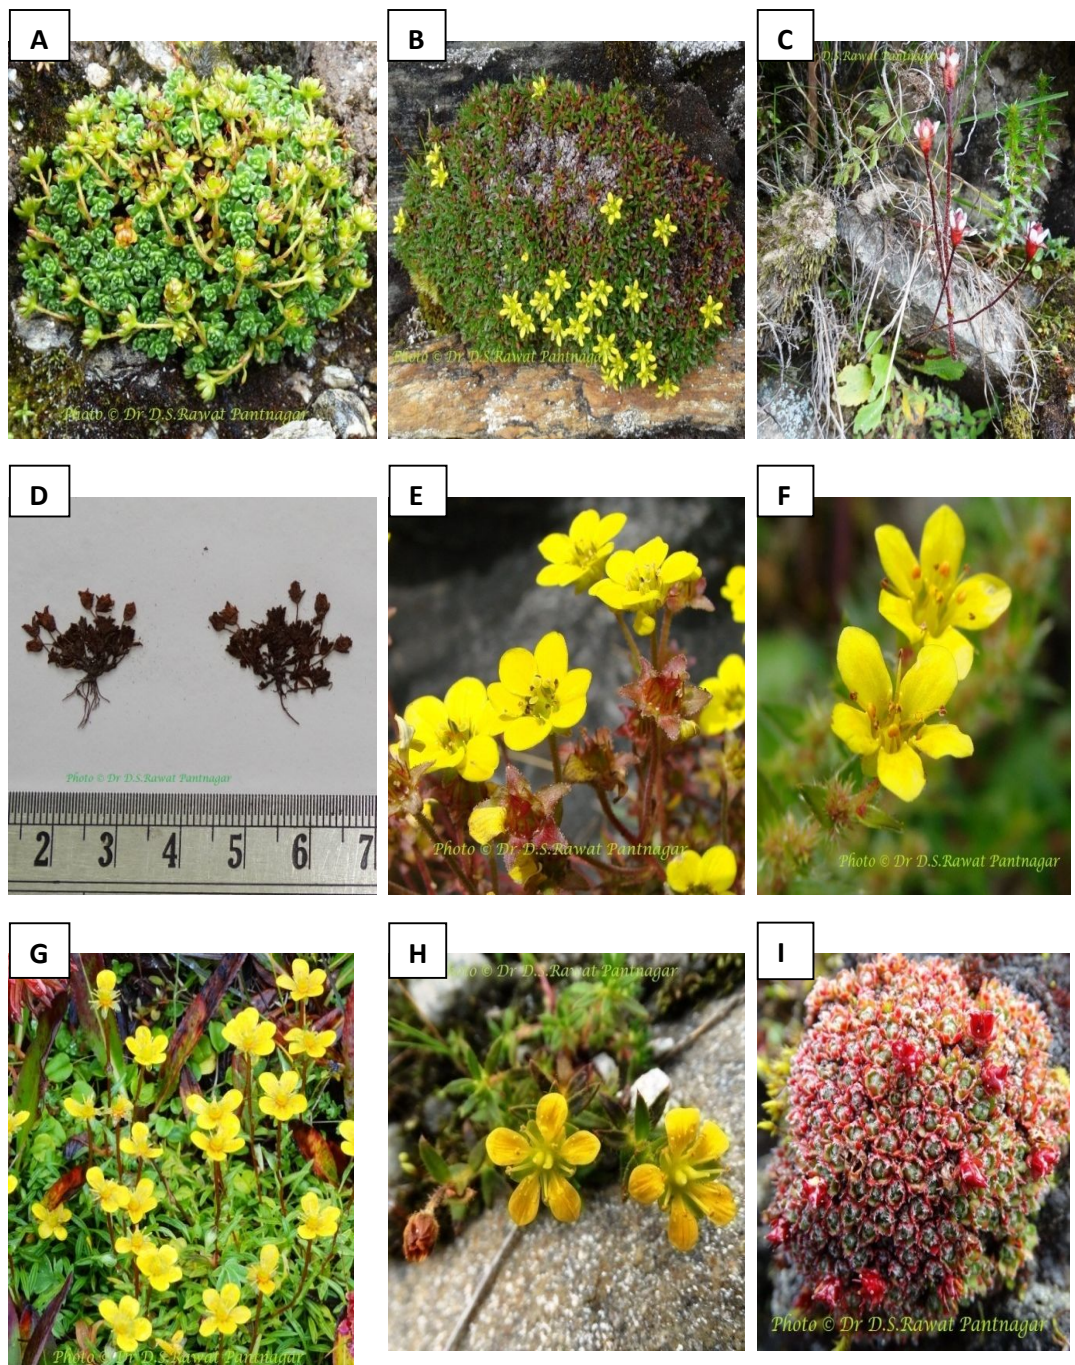 A
B
C
Photo © Dr D.S.Rawat Pantnagar
Photo © Dr D.S.Rawat Pantnagar
D.S.Rawat Pantnagar
D
E
F
Photo © Dr D.S.Rawat Pantnagar
2 3 4 5 6 7
Photo © Dr D.S.Rawat Pantnagar
Photo © Dr D.S.Rawat Pantnagar
G
H
I
Photo © Dr D.S.Rawat Pantnagar
© Dr D.S.Rawat Pantnagar
Photo © Dr D.S.Rawat Pantnagar